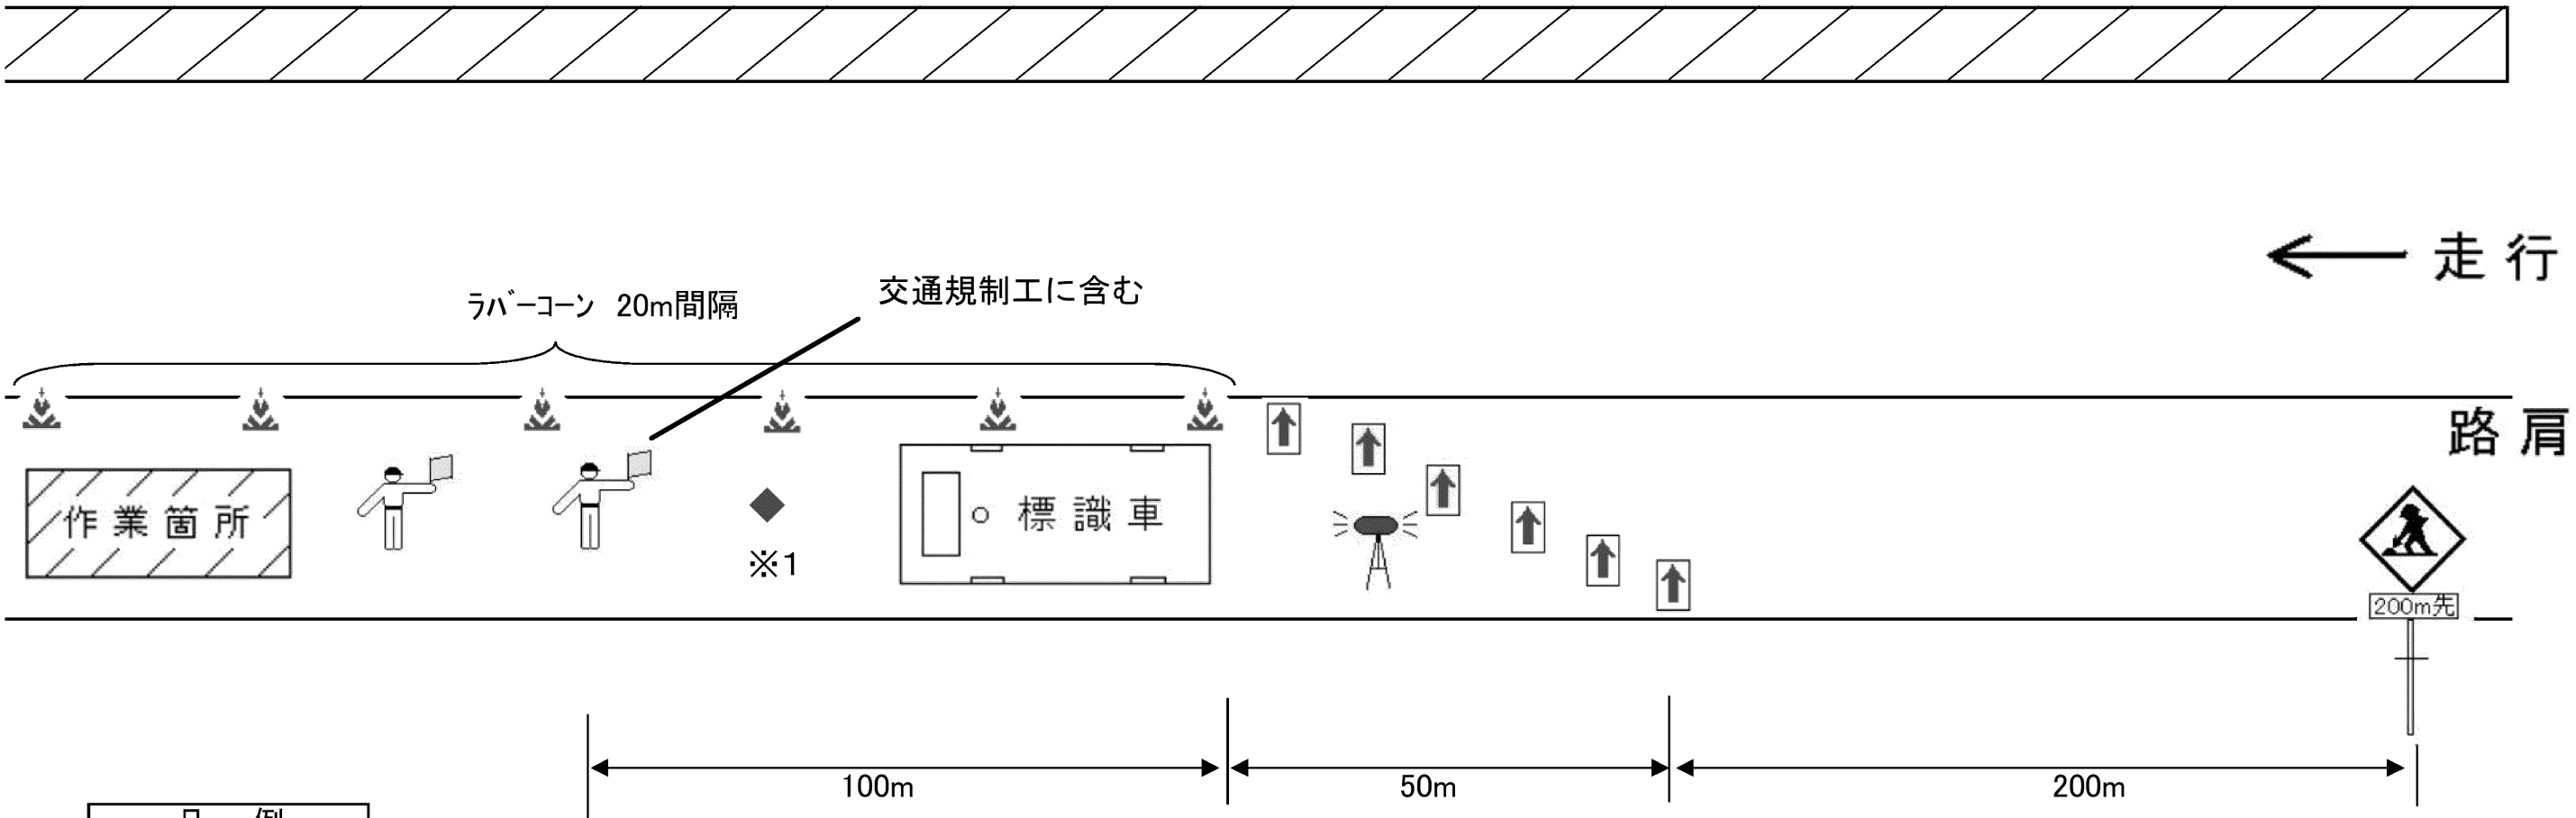 走行
ﾗﾊﾞｰｺｰﾝ 20m間隔
交通規制工に含む
路肩
作業箇所
※1
標識車
200m先
100m
50m
200m
凡 例